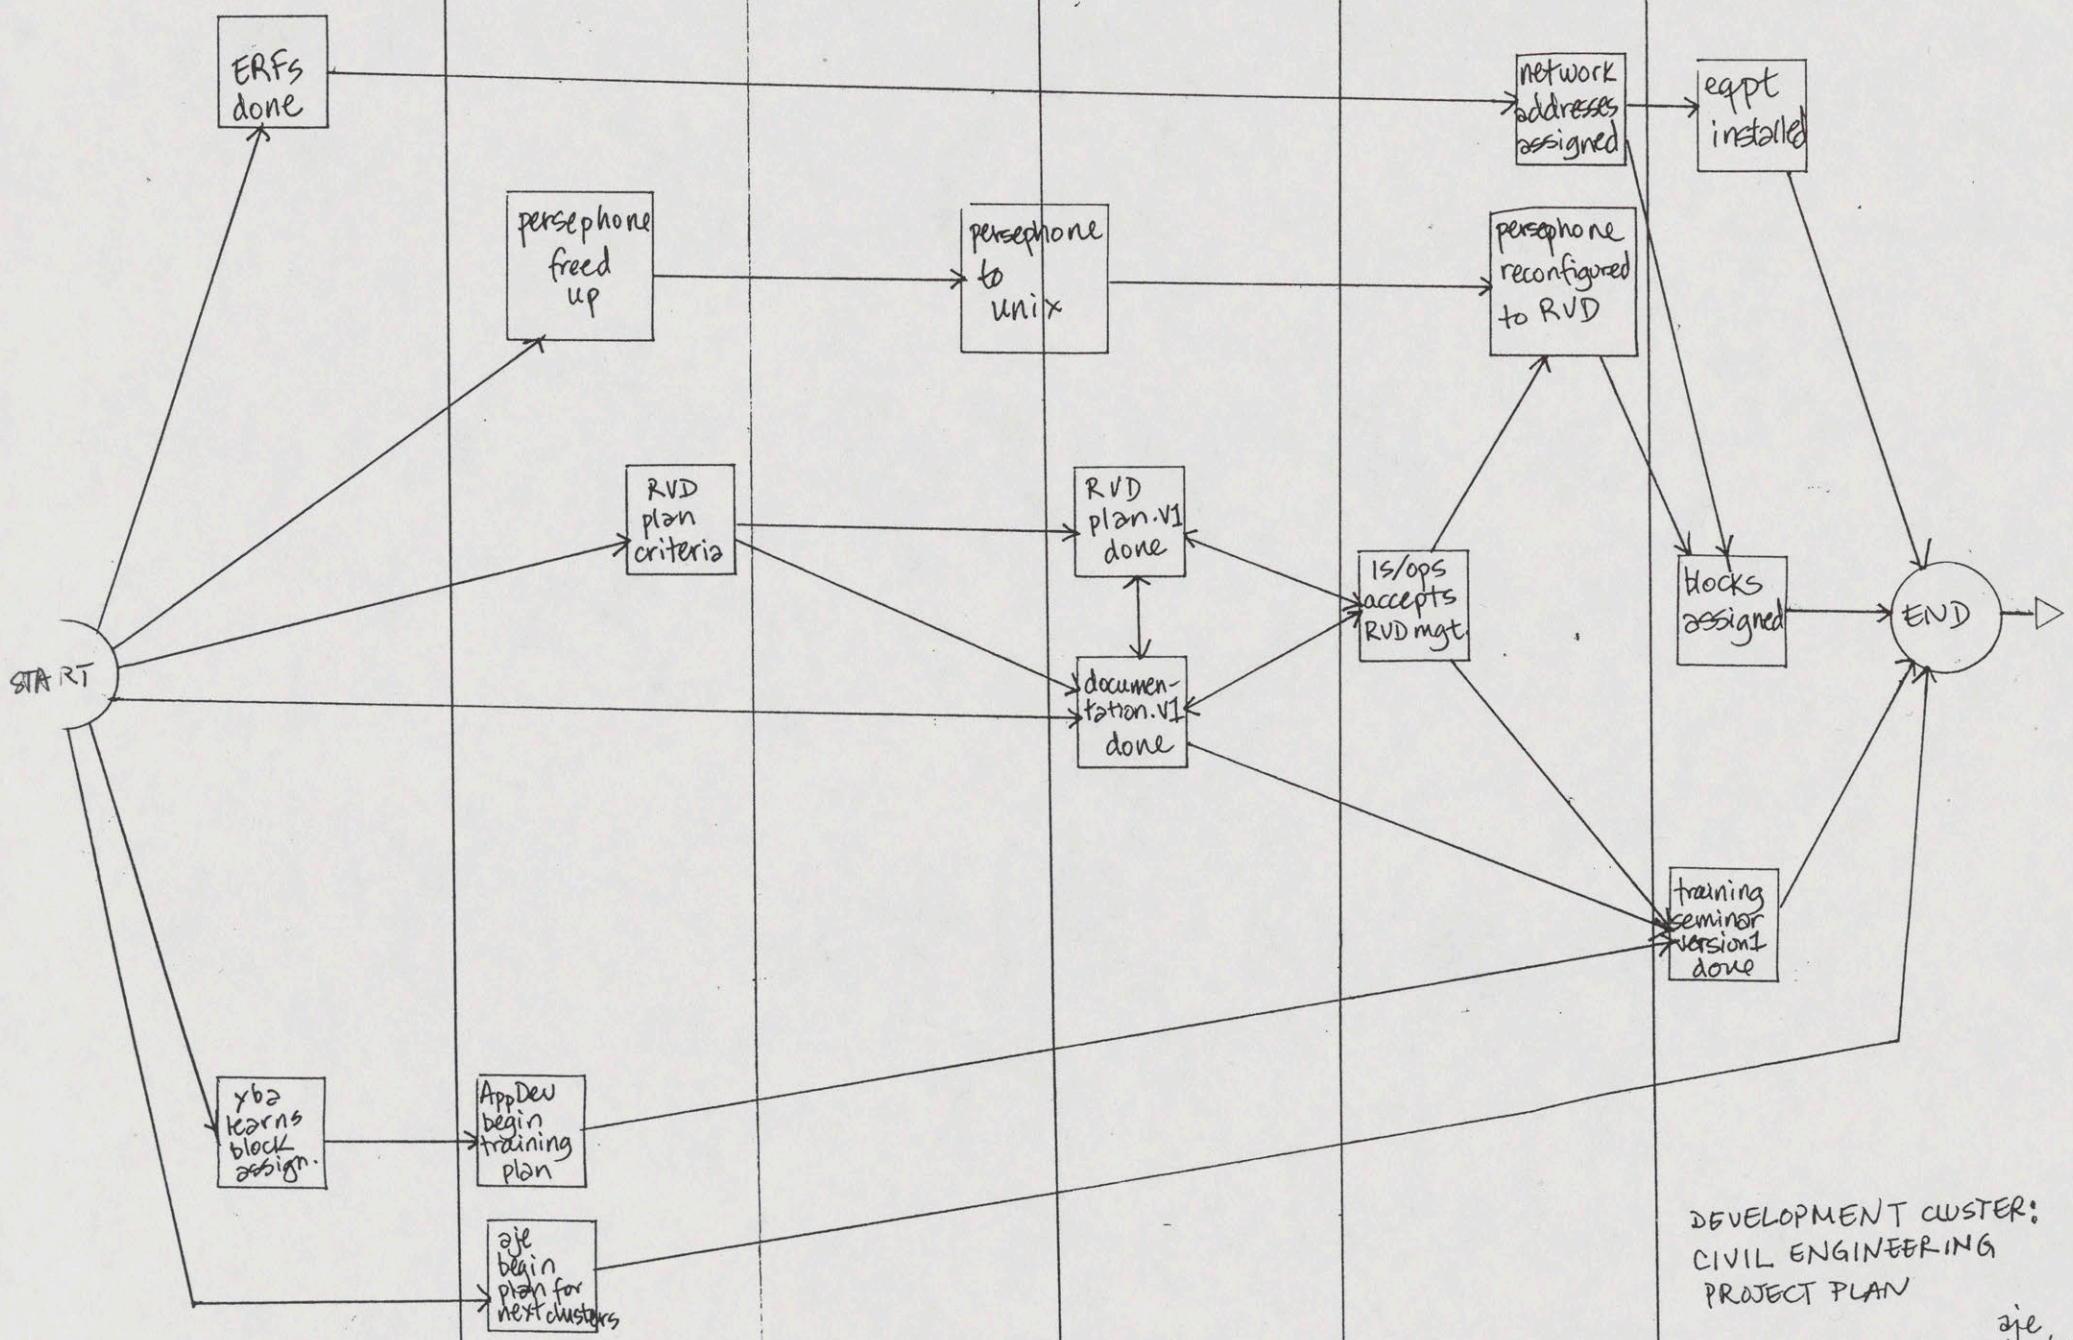 ERFs
done
network
addresses
assigned
eqpt
installed
persephone
freed
up
persephone
to
unix
persephone
reconfigured
to RVD
RVD
plan
criteria
RVD
plan.v1
done
is/ops
accepts
RVD mgt.
blocks
assigned
END
START
documen-
tation.v1
done
training
seminar
version1
done
yba
learns
block
assign.
AppDev
begin
training
plan
aje
begin
plan for
next clusters
DEVELOPMENT CLUSTER:
CIVIL ENGINEERING
PROJECT PLAN
aje